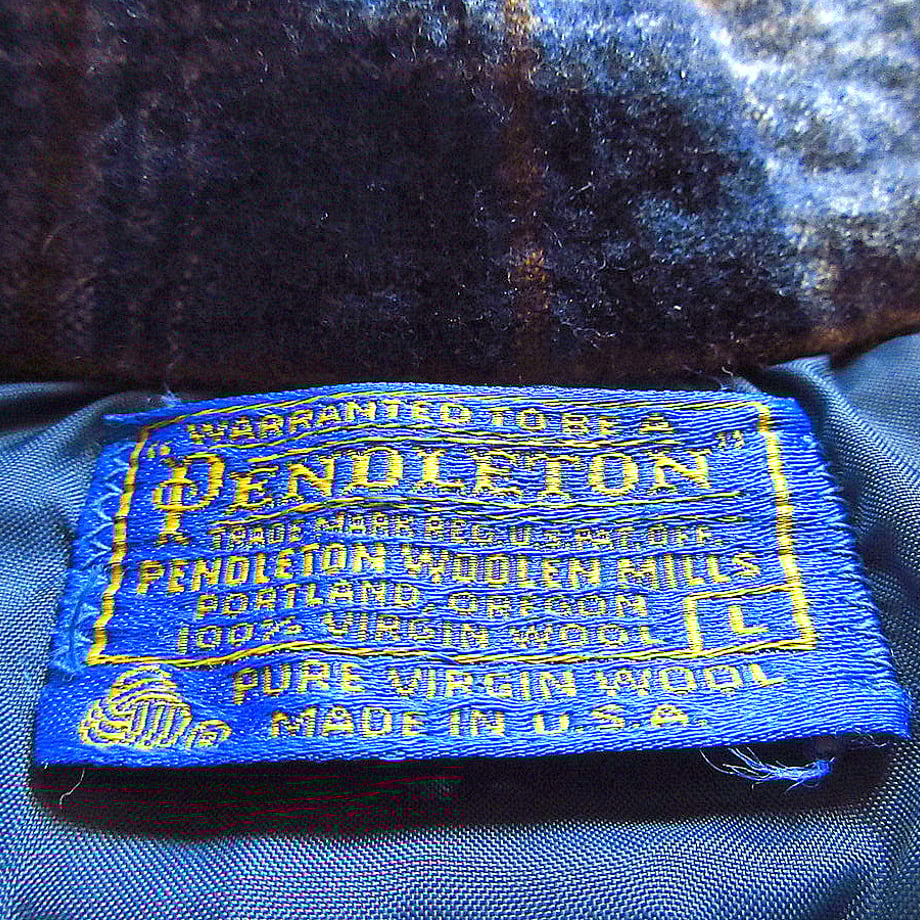 WARRANTED TO BE A
"PENDLETON"
TRADE MARK REG. U.S. PAT. OFF.
PENDLETON WOOLEN MILLS
PORTLAND, OREGON
100% VIRGIN WOOL
L
PURE VIRGIN WOOL
MADE IN U.S.A.